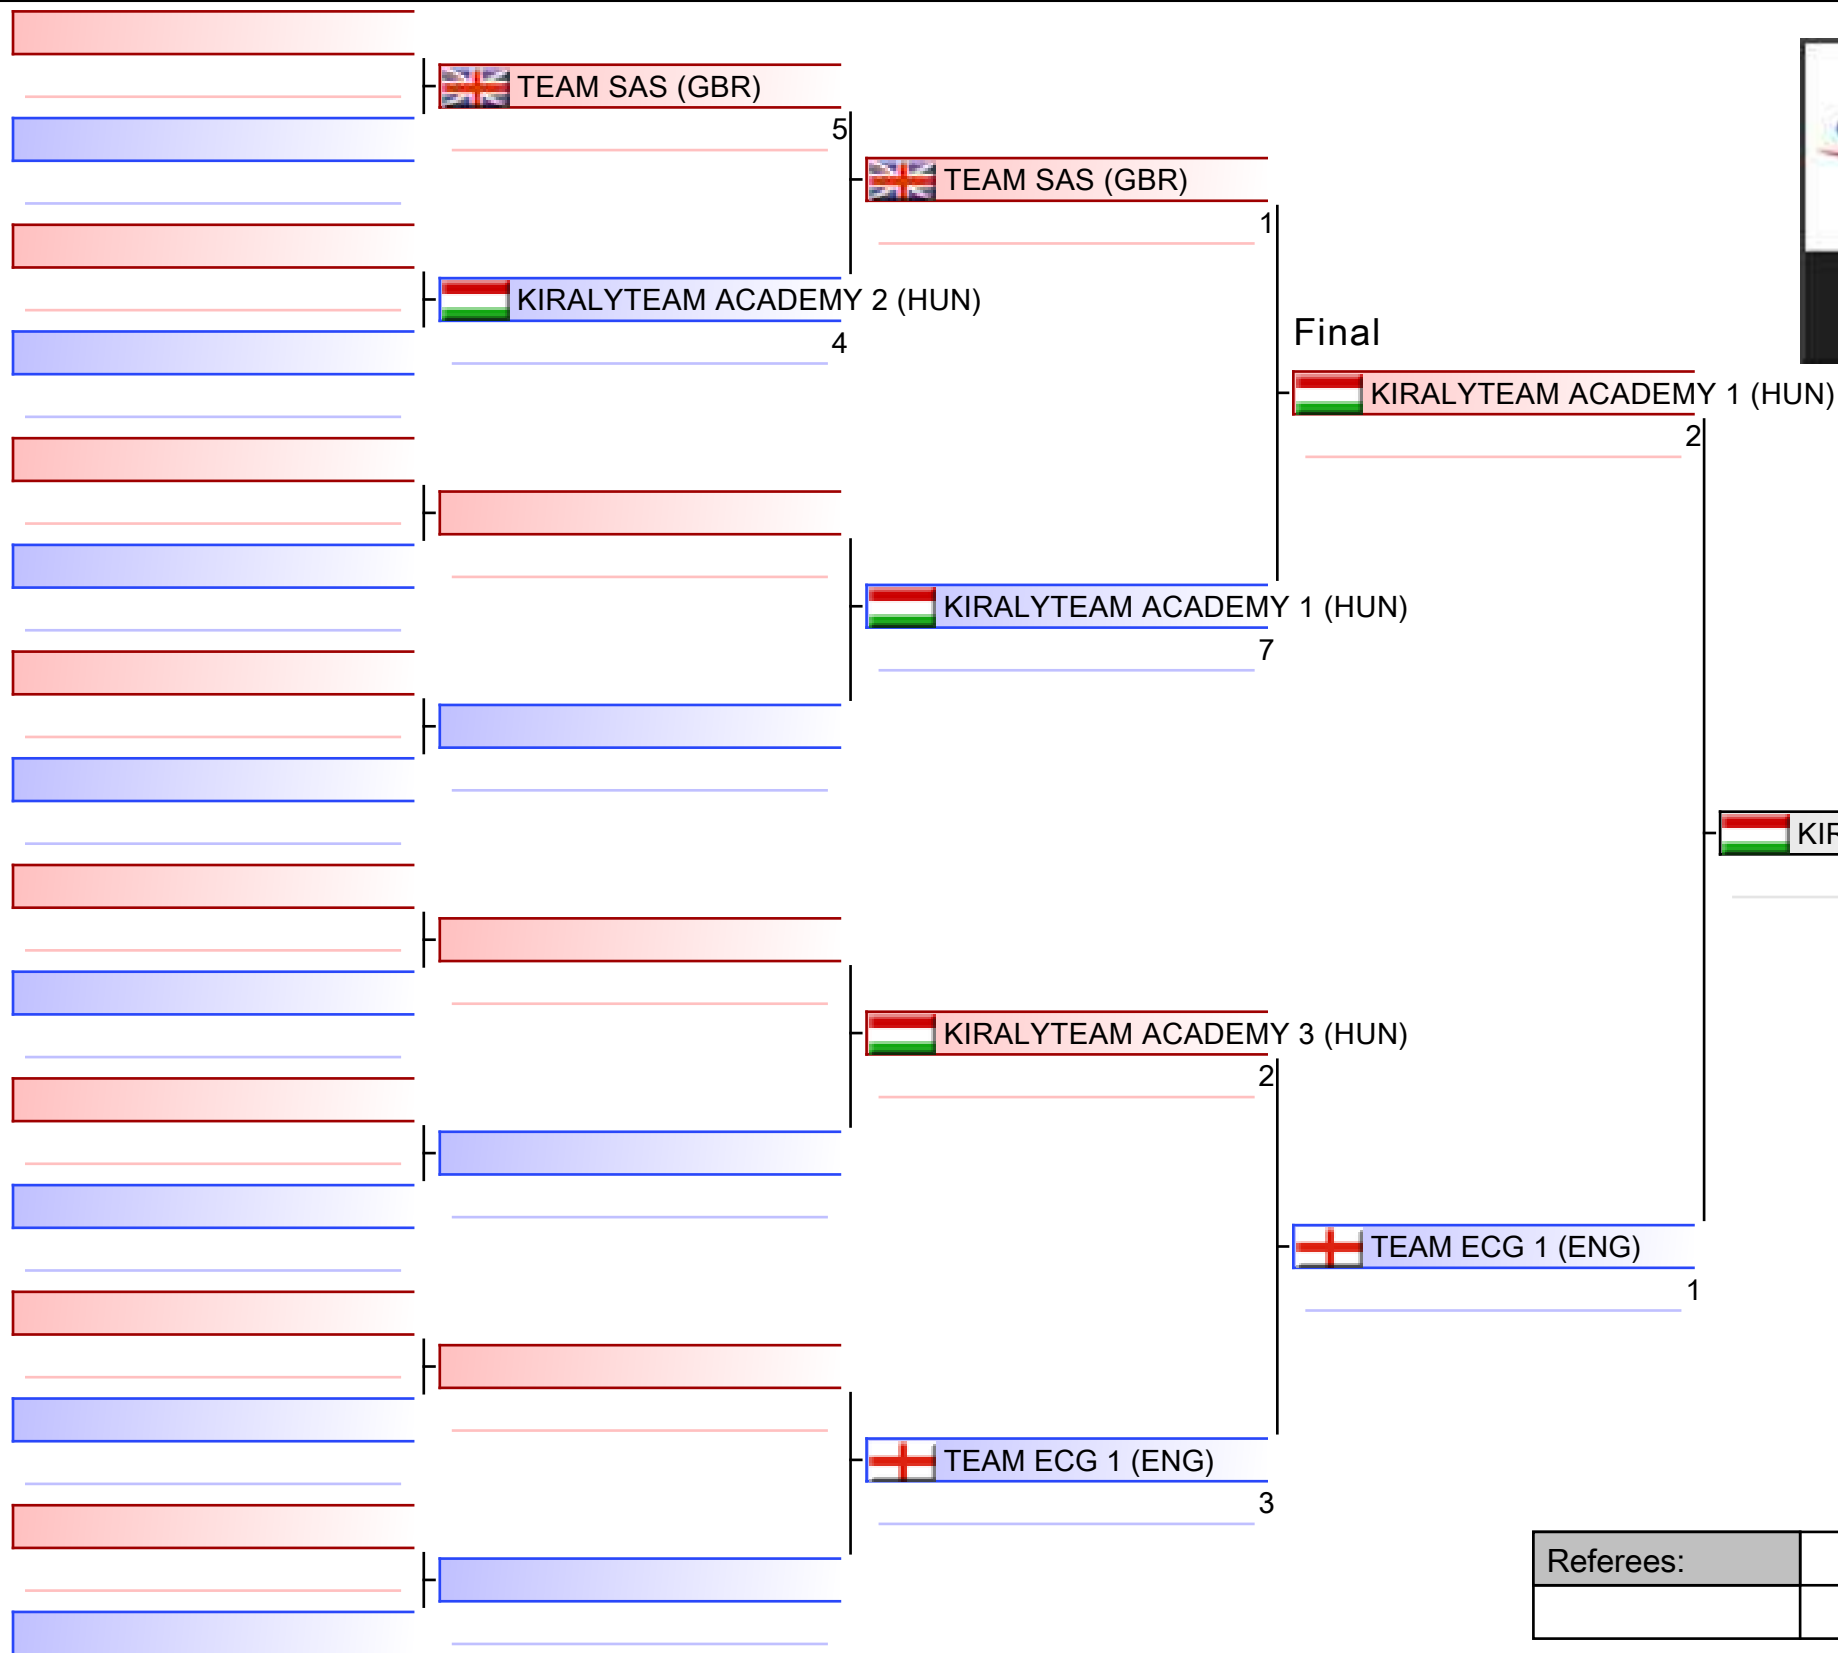 TEAM SAS (GBR)
5
TEAM SAS (GBR)
1
KIRALYTEAM ACADEMY 2 (HUN)
4
Final
KIRALYTEAM ACADEMY 1 (HUN)
2
KIRALYTEAM ACADEMY 1 (HUN)
7
KIR
KIRALYTEAM ACADEMY 3 (HUN)
2
TEAM ECG 1 (ENG)
1
TEAM ECG 1 (ENG)
3
Referees: